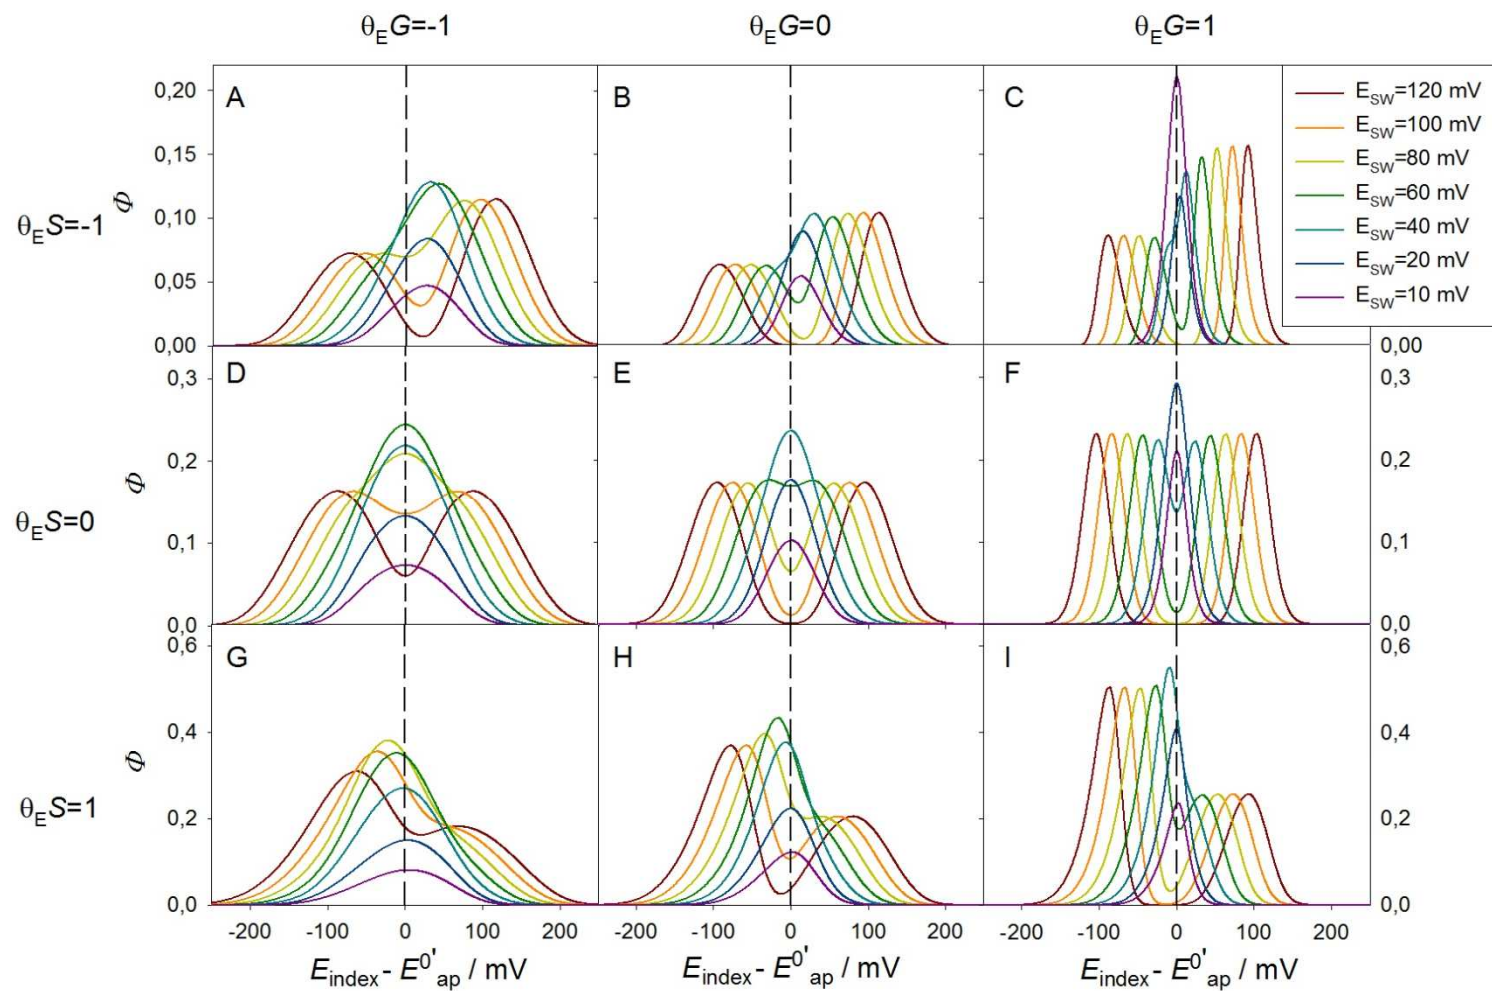 θEG=-1 θEG=0 θEG=1
A B C
0,20
0,15
0,10
0,05
0,00
Φ
θES=-1
ESW=120 mV
ESW=100 mV
ESW=80 mV
ESW=60 mV
ESW=40 mV
ESW=20 mV
ESW=10 mV
0,00
D E F
0,3
0,2
0,1
0,0
Φ
θES=0
0,3
0,2
0,1
0,0
G H I
0,6
0,4
0,2
0,0
Φ
θES=1
0,6
0,4
0,2
0,0
-200 -100 0 100 200 -200 -100 0 100 200 -200 -100 0 100 200
Eindex- E0'ap / mV Eindex- E0'ap / mV Eindex- E0'ap / mV